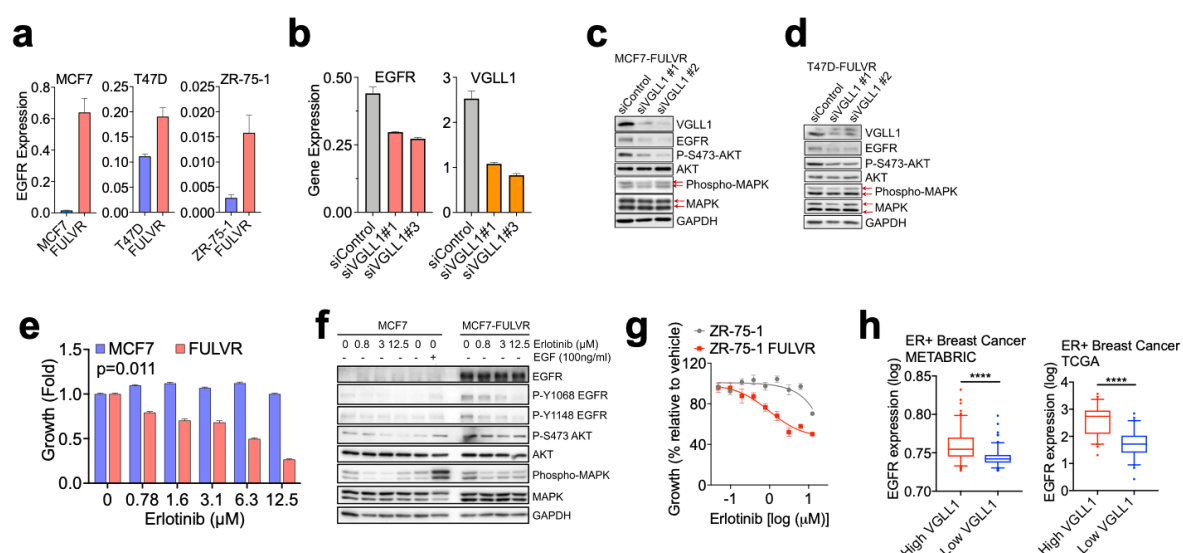 a
MCF7
T47D
ZR-75-1
EGFR Expression
0.8
0.6
0.4
0.2
0.0
0.25
0.20
0.15
0.10
0.05
0.00
0.025
0.020
0.015
0.010
0.005
0.000
MCF7
FULVR
T47D
FULVR
ZR-75-1
FULVR
b
EGFR
VGLL1
Gene Expression
0.50
0.25
0.00
3
2
1
0
siControl
siVGLL1#1
siVGLL1#3
siControl
siVGLL1#1
siVGLL1#3
c
MCF7-FULVR
siControl
siVGLL1 #1
siVGLL1 #2
VGLL1
EGFR
P-S473-AKT
AKT
Phospho-MAPK
MAPK
GAPDH
d
T47D-FULVR
siControl
siVGLL1 #1
siVGLL1 #2
VGLL1
EGFR
P-S473-AKT
AKT
Phospho-MAPK
MAPK
GAPDH
e
MCF7 FULVR
p=0.011
Growth (Fold)
1.5
1.0
0.5
0.0
0 0.78 1.6 3.1 6.3 12.5
Erlotinib (µM)
f
MCF7 MCF7-FULVR
0 0.8 3 12.5 0 0 0 0.8 3 12.5 Erlotinib (µM)
- - - - - + - - - - EGF (100ng/ml)
EGFR
P-Y1068 EGFR
P-Y1148 EGFR
P-S473 AKT
AKT
Phospho-MAPK
MAPK
GAPDH
g
ZR-75-1
ZR-75-1 FULVR
Growth (% relative to vehicle)
120
80
40
0
-1 0 1
Erlotinib [log (µM)]
h
ER+ Breast Cancer
METABRIC
****
EGFR expression (log)
0.85
0.80
0.75
0.70
High VGLL1
Low VGLL1
ER+ Breast Cancer
TCGA
****
EGFR expression (log)
4
3
2
1
0
High VGLL1
Low VGLL1